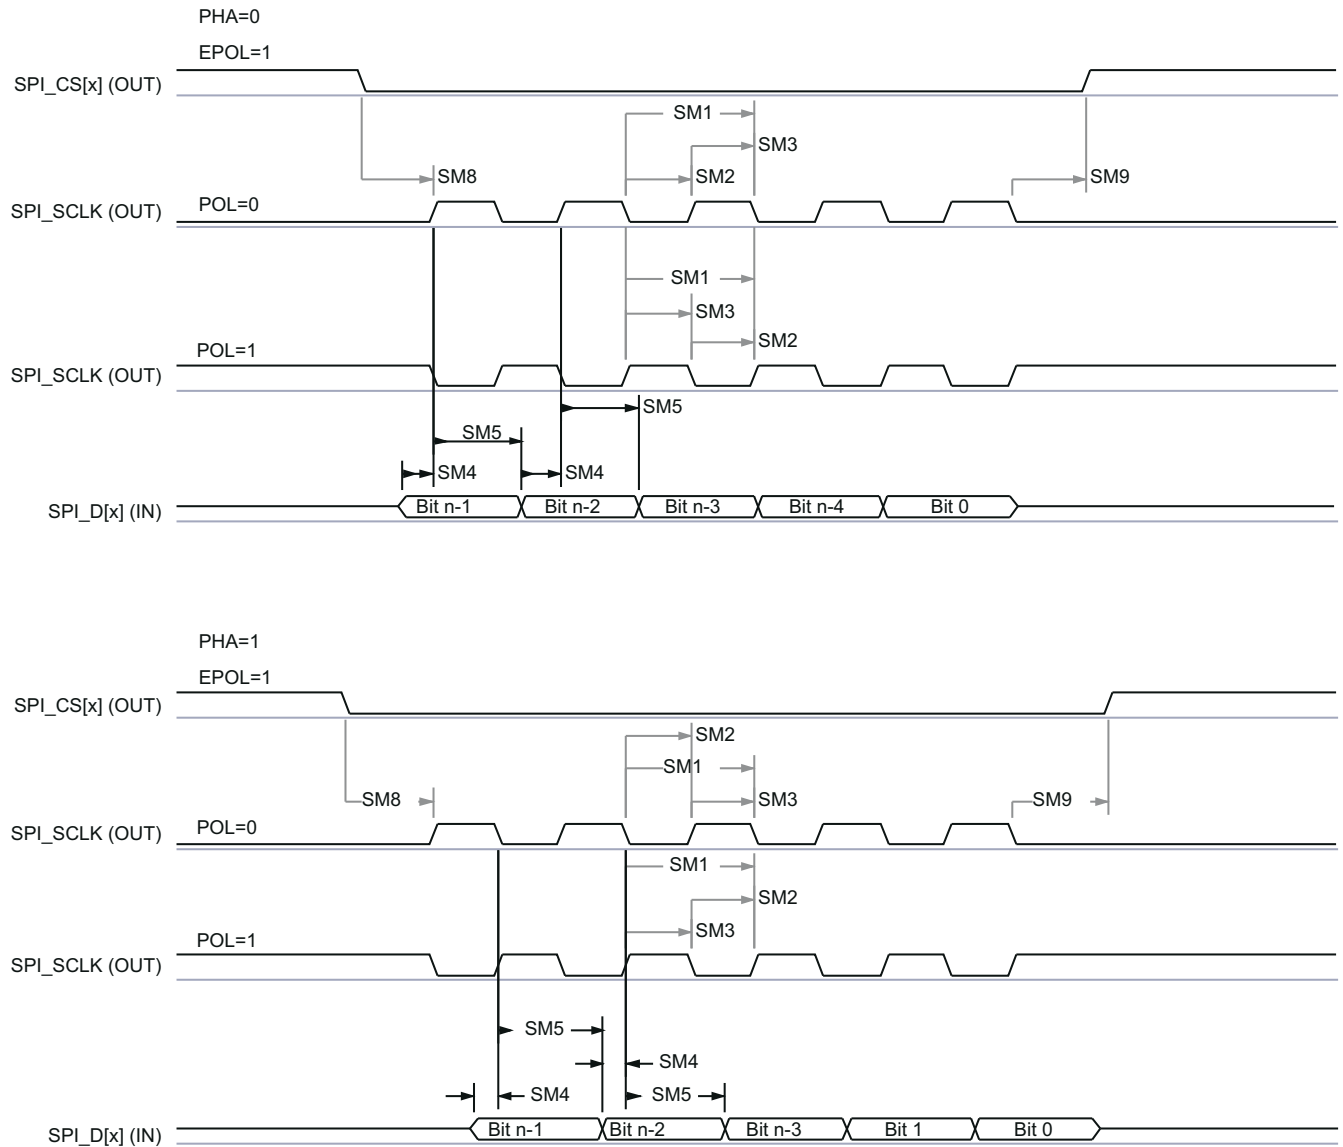 PHA=0
EPOL=1
SPI_CS[x] (OUT)
SM1
SM3
SM8
SM2
SM9
SPI_SCLK (OUT)
POL=0
SM1
SM3
SM2
POL=1
SPI_SCLK (OUT)
SM5
SM5
SM4
SM4
SPI_D[x] (IN)
Bit n-1
Bit n-2
Bit n-3
Bit n-4
Bit 0
PHA=1
EPOL=1
SPI_CS[x] (OUT)
SM2
SM1
SM8
SM3
SM9
SPI_SCLK (OUT)
POL=0
SM1
SM2
SM3
POL=1
SPI_SCLK (OUT)
SM5
SM4
SM4
SM5
SPI_D[x] (IN)
Bit n-1
Bit n-2
Bit n-3
Bit 1
Bit 0